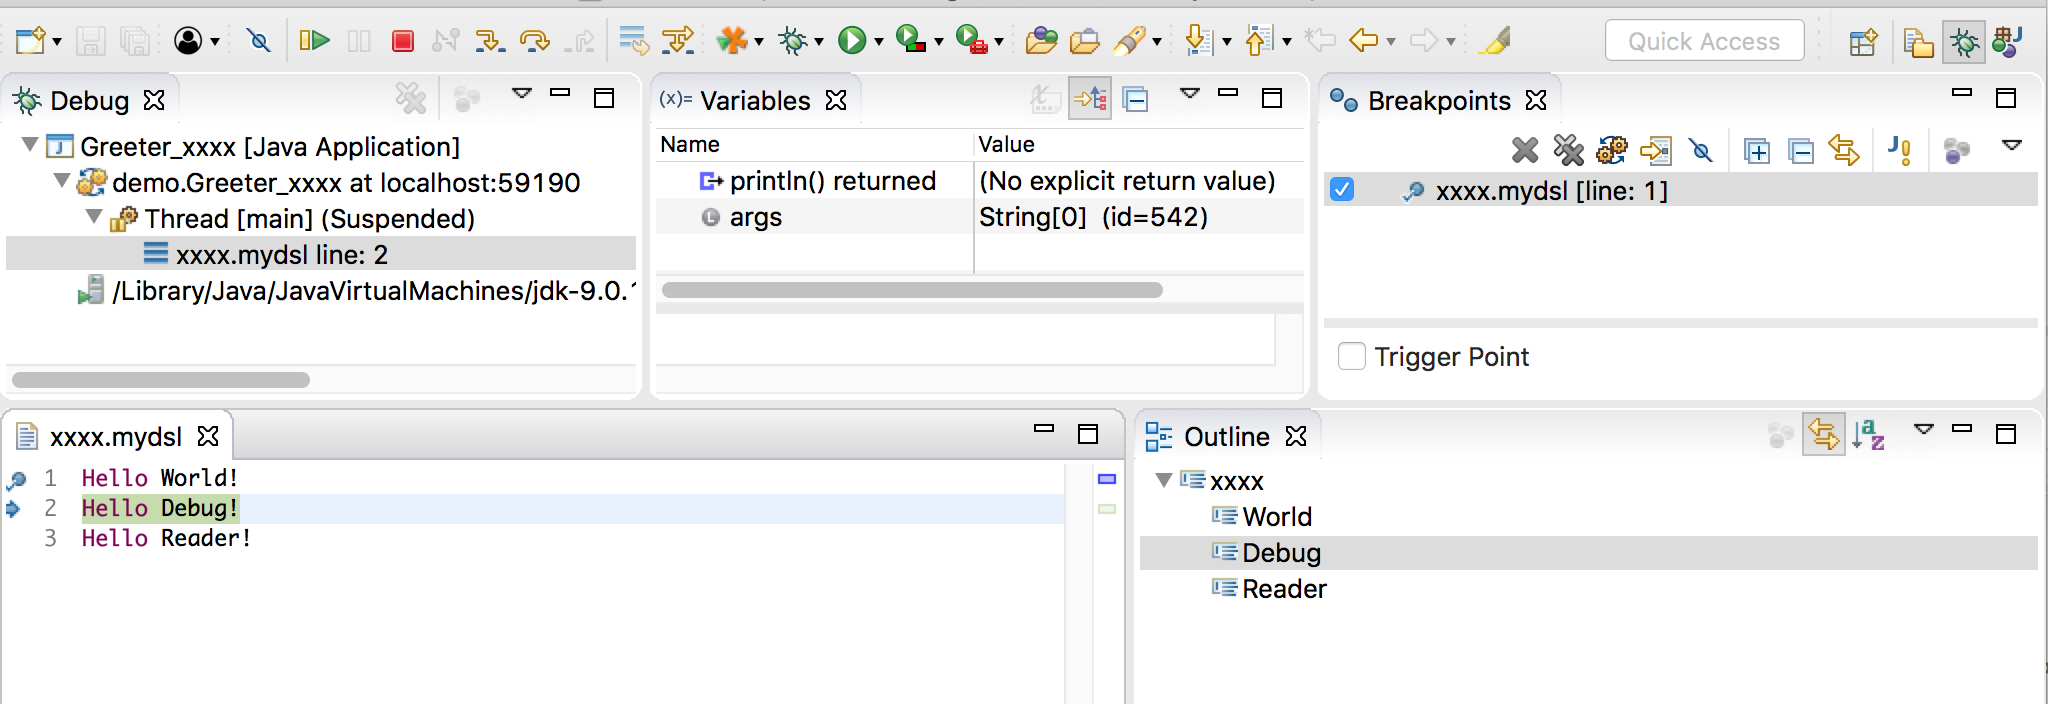 Quick Access
Debug
Greeter_xxxx [Java Application]
demo.Greeter_xxxx at localhost:59190
Thread [main] (Suspended)
xxxx.mydsl line: 2
/Library/Java/JavaVirtualMachines/jdk-9.0.
(x)= Variables
Name Value
println() returned (No explicit return value)
args String[0] (id=542)
Breakpoints
xxxx.mydsl [line: 1]
Trigger Point
xxxx.mydsl
1 Hello World!
2 Hello Debug!
3 Hello Reader!
Outline
xxxx
World
Debug
Reader